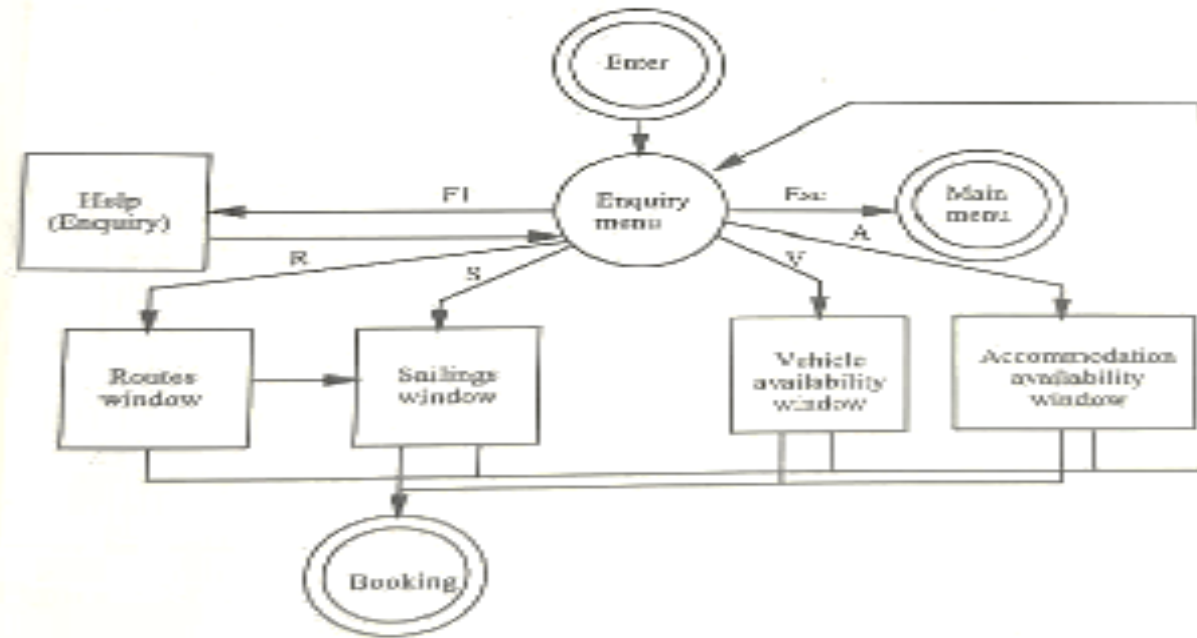 Enter
Help
(Enquiry)
F1
Enquiry
menu
Esc
Main
menu
A
R
S
V
Routes
window
Sailings
window
Vehicle
availability
window
Accommodation
availability
window
Booking